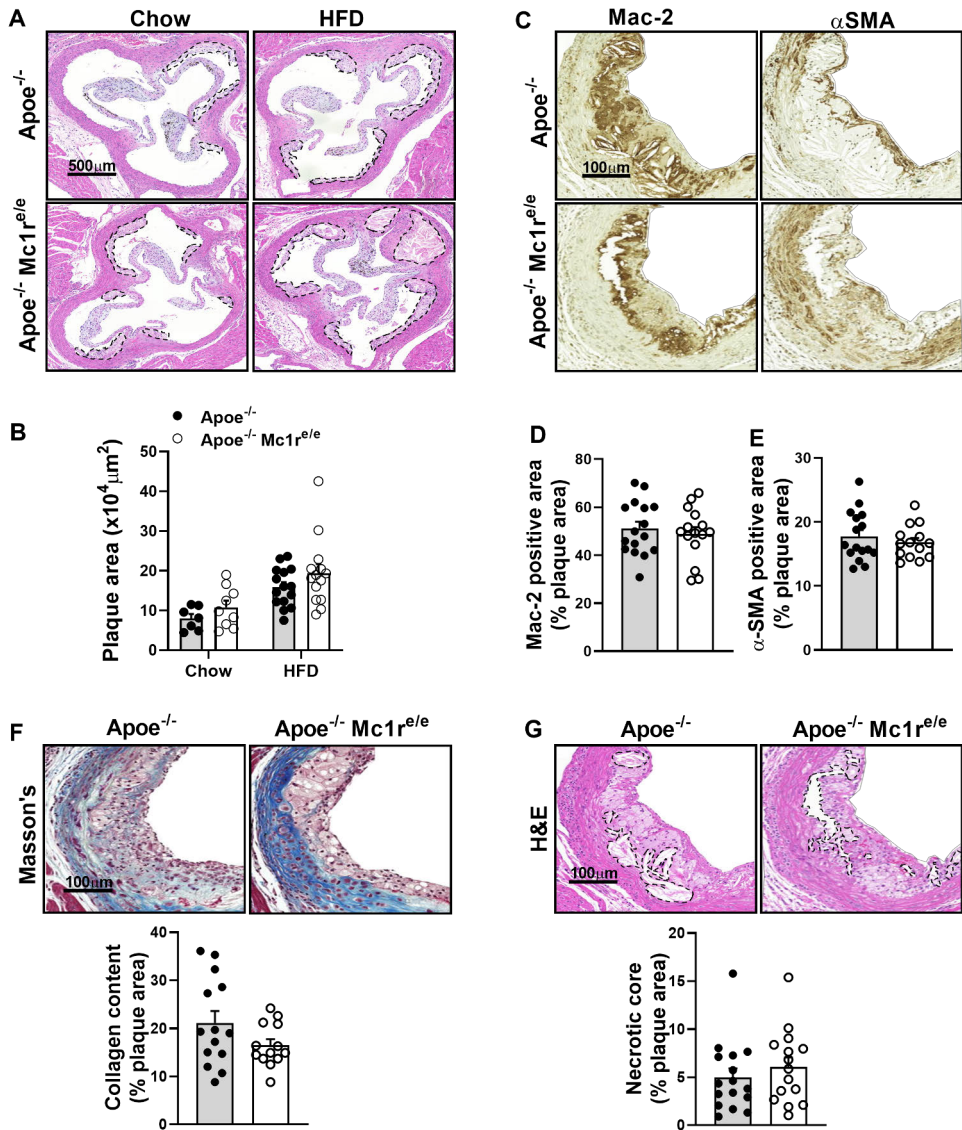 A
Chow
HFD
Apoe-/-
500μm
Apoe-/- Mc1re/e
C
Mac-2
αSMA
Apoe-/-
100μm
Apoe-/- Mc1re/e
B
Apoe-/-
Apoe-/- Mc1re/e
Plaque area (x10^4μm^2)
50
40
30
20
10
0
Chow
HFD
D
Mac-2 positive area
(% plaque area)
80
60
40
20
0
E
α-SMA positive area
(% plaque area)
30
20
10
0
F
Apoe-/-
Apoe-/- Mc1re/e
Masson's
100μm
Collagen content
(% plaque area)
40
30
20
10
0
G
Apoe-/-
Apoe-/- Mc1re/e
H&E
100μm
Necrotic core
(% plaque area)
20
15
10
5
0